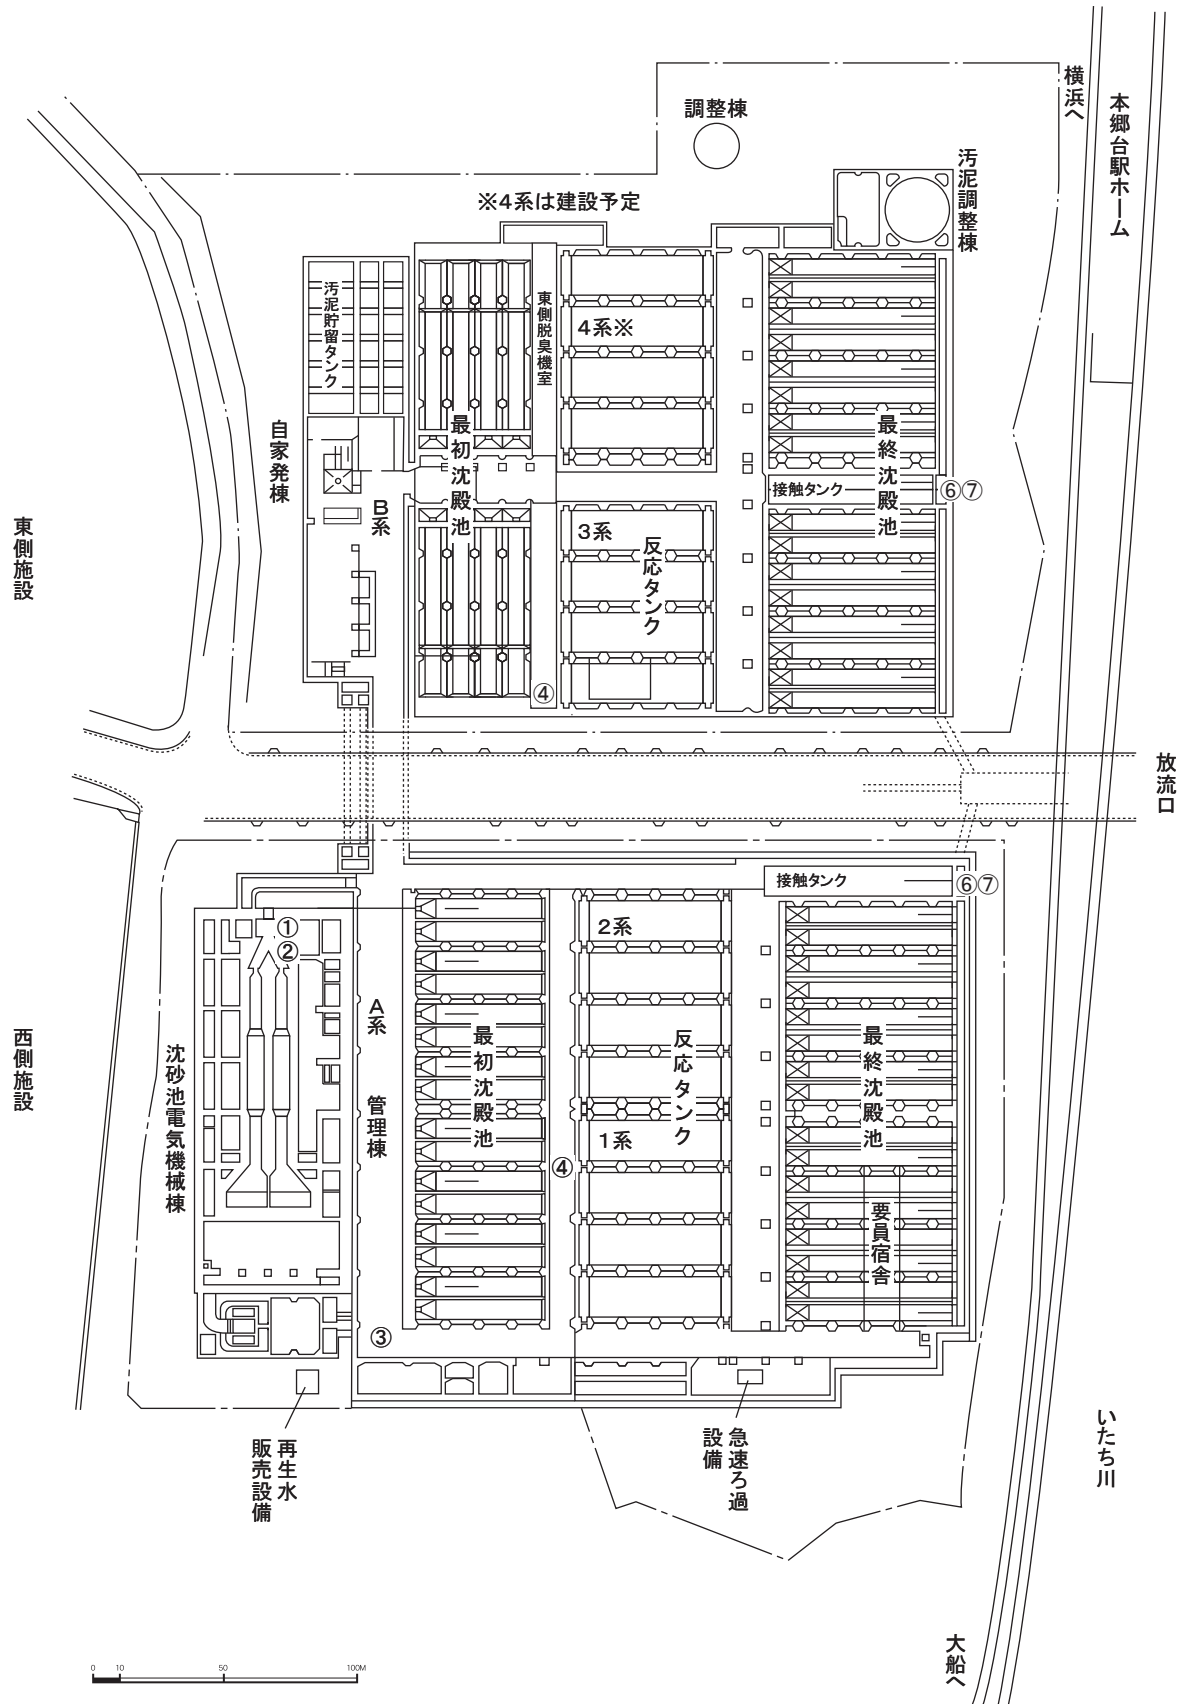 横浜へ
本郷台駅ホーム
調整棟
汚泥調整棟
※4系は建設予定
汚泥貯留タンク
東側脱臭機室
4系※
最初沈殿池
最終沈殿池
自家発棟
接触タンク
⑥⑦
B系
3系
反応タンク
東側施設
④
放流口
接触タンク
⑥⑦
①
②
2系
A系
最初沈殿池
反応タンク
最終沈殿池
西側施設
沈砂池電気機械棟
管理棟
1系
④
要員宿舎
③
再生水
販売設備
急速ろ過
設備
いたち川
大船へ
0 10 50 100M